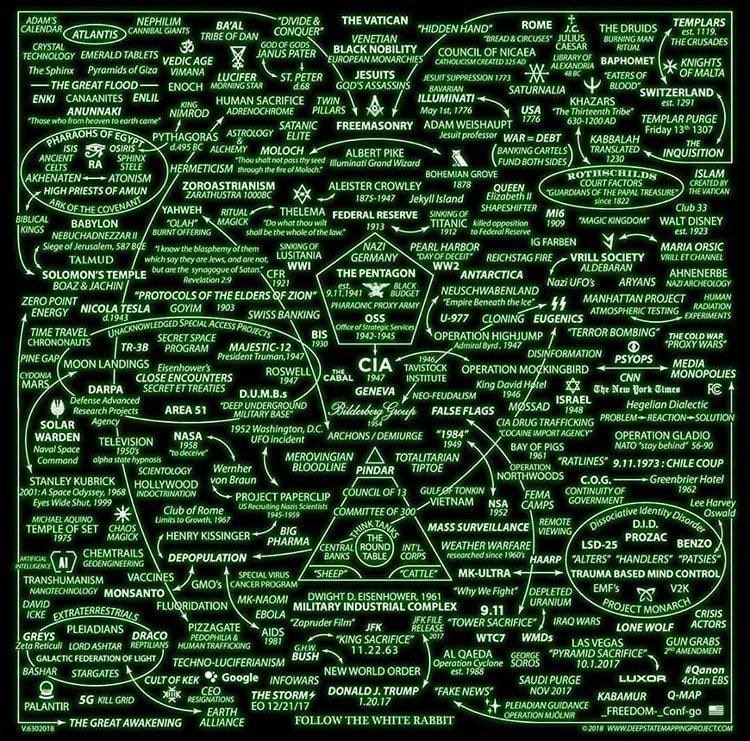 ADAM'S
CALENDAR
ATLANTIS
NEPHILIM
CANNIBAL GIANTS
BA'AL
TRIBE OF DAN
"DIVIDE &
CONQUER"
THE VATICAN
"HIDDEN HAND"
ROME
"BREAD & CIRCUSES"
J.C.
JULIUS
CAESAR
THE DRUIDS
BURNING MAN
RITUAL
TEMPLARS
est. 1119.
THE CRUSADES
CRYSTAL
TECHNOLOGY
EMERALD TABLETS
VEDIC AGE
VIMANA
GOD OF GODS
JANUS PATER
VENETIAN
BLACK NOBILITY
EUROPEAN MONARCHIES
COUNCIL OF NICAEA
CATHOLICISM CREATED 325 AD
LIBRARY OF
ALEXANDRIA
48 BC
BAPHOMET
KNIGHTS
OF MALTA
The Sphinx
Pyramids of Giza
LUCIFER
MORNING STAR
ST. PETER
d.68
JESUITS
GOD'S ASSASSINS
JESUIT SUPPRESSION 1773
SATURNALIA
"EATERS OF
BLOOD"
SWITZERLAND
est. 1291
THE GREAT FLOOD
ENOCH
ENKI
CANAANITES
ENLIL
HUMAN SACRIFICE
ADRENOCHROME
TWIN
PILLARS
BAVARIAN
ILLUMINATI
May 1st, 1776
USA
1776
KHAZARS
"The Thirteenth Tribe"
630-1200 AD
ANUNNAKI
"Those who from heaven to earth came"
KING
NIMROD
FREEMASONRY
ADAM WEISHAUPT
Jesuit professor
TEMPLAR PURGE
Friday 13th 1307
PHARAOHS OF EGYPT
ISIS
OSIRIS
RA
ANCIENT
CELTS
SPHINX
STELE
AKHENATEN
ATONISM
HIGH PRIESTS OF AMUN
ARK OF THE COVENANT
PYTHAGORAS
d.495 BC
ASTROLOGY
&
ALCHEMY
SATANIC
ELITE
WAR = DEBT
BANKING CARTELS
FUND BOTH SIDES
KABBALAH
TRANSLATED
1230
THE
INQUISITION
HERMETICISM
MOLOCH
"Thou shalt not pass thy seed
through the fire of Moloch."
ALBERT PIKE
Illuminati Grand Wizard
BOHEMIAN GROVE
1878
ROTHSCHILDS
COURT FACTORS
"GUARDIANS OF THE PAPAL TREASURE"
since 1822
ISLAM
CREATED BY
THE VATICAN
ZOROASTRIANISM
ZARATHUSTRA 1000BC
ALEISTER CROWLEY
1875-1947
Jekyll Island
QUEEN
Elizabeth II
SHAPESHIFTER
Club 33
WALT DISNEY
est. 1923
BIBLICAL
KINGS
BABYLON
NEBUCHADNEZZAR II
Siege of Jerusalem, 587 BCE
YAHWEH
"OLAH"
BURNT OFFERING
RITUAL
MAGICK
THELEMA
"Do what thou wilt
shall be the whole of the law."
FEDERAL RESERVE
1913
SINKING OF
TITANIC
1912
killed opposition
to Federal Reserve
MI6
1909
"MAGIC KINGDOM"
TALMUD
SOLOMON'S TEMPLE
BOAZ & JACHIN
"I know the blasphemy of them
which say they are Jews, and are not,
but are the synagogue of Satan."
Revelation 2:9
SINKING OF
LUSITANIA
WWI
CFR
1921
NAZI
GERMANY
PEARL HARBOR
"DAY OF DECEIT"
WW2
REICHSTAG FIRE
IG FARBEN
VRILL SOCIETY
ALDEBARAN
MARIA ORSIC
VRILL CHANNEL
THE PENTAGON
est.
9.11.1941
BLACK
BUDGET
PHARAONIC PROXY ARMY
OSS
Office of Strategic Services
1942-1945
ANTARCTICA
NEUSCHWABENLAND
"Empire Beneath the Ice"
Nazi UFO's
ARYANS
AHNENERBE
NAZI ARCHEOLOGY
ZERO POINT
ENERGY
NICOLA TESLA
d.1943
"PROTOCOLS OF THE ELDERS OF ZION"
GOYIM
1903
SWISS BANKING
U-977
CLONING
EUGENICS
MANHATTAN PROJECT
ATOMIC EXPERIMENTS
HUMAN
RADIATION
EXPERIMENTS
TIME TRAVEL
CHRONONAUTS
UNACKNOWLEDGED SPECIAL ACCESS PROJECTS
TR-3B
SECRET SPACE
PROGRAM
MAJESTIC-12
President Truman, 1947
BIS
1930
OPERATION HIGHJUMP
Admiral Byrd, 1947
"TERROR BOMBING"
THE COLD WAR
"PROXY WARS"
PINE GAP
MOON LANDINGS
CYDONIA
MARS
Eisenhower's
CLOSE ENCOUNTERS
SECRET ET TREATIES
ROSWELL
1947
THE
CABAL
CIA
1947
1946
TAVISTOCK
INSTITUTE
DISINFORMATION
OPERATION MOCKINGBIRD
PSYOPS
CNN
The New York Times
MEDIA
MONOPOLIES
DARPA
Defense Advanced
Research Projects
Agency
D.U.M.B.s
"DEEP UNDERGROUND
MILITARY BASE"
AREA 51
GENEVA
Bilderberg Group
1954
NEO-FEUDALISM
King David Hotel
1946
MOSSAD
ISRAEL
1948
FCC
FALSE FLAGS
CIA DRUG TRAFFICKING
"COCAINE IMPORT AGENCY"
Hegelian Dialectic
PROBLEM→REACTION→SOLUTION
SOLAR
WARDEN
Naval Space
Command
TELEVISION
1950's
alpha state hypnosis
NASA
1958
"to deceive"
1952 Washington, D.C.
UFO incident
ARCHONS / DEMIURGE
"1984"
1949
BAY OF PIGS
1961
OPERATION GLADIO
NATO "stay behind" 56-90
SCIENTOLOGY
Wernher
von Braun
MEROVINGIAN
BLOODLINE
PINDAR
TOTALITARIAN
TIPTOE
OPERATION
NORTHWOODS
"RATLINES"
9.11.1973: CHILE COUP
STANLEY KUBRICK
2001: A Space Odyssey, 1968
Eyes Wide Shut, 1999
HOLLYWOOD
INDOCTRINATION
PROJECT PAPERCLIP
US Recruiting Nazi Scientists
1945-1959
COUNCIL OF 13
GULF OF TONKIN
VIETNAM
NSA
1952
FEMA
CAMPS
C.O.G.
CONTINUITY OF
GOVERNMENT
Greenbrier Hotel
1962
Lee Harvey
Oswald
MICHAEL AQUINO
TEMPLE OF SET
1975
CHAOS
MAGICK
Club of Rome
Limits to Growth, 1967
COMMITTEE OF 300
MASS SURVEILLANCE
REMOTE
VIEWING
Dissociative Identity Disorder
D.I.D.
PROZAC
LSD-25
BENZO
"ALTERS"
"HANDLERS"
"PATSIES"
TRAUMA BASED MIND CONTROL
EMF's
V2K
PROJECT MONARCH
HENRY KISSINGER
BIG
PHARMA
THINK TANKS
THE
ROUND
TABLE
CENTRAL
BANKS
INT'L
CORPS
"SHEEP"
"CATTLE"
WEATHER WARFARE
researched since 1960's
HAARP
ARTIFICIAL
INTELLIGENCE
AI
CHEMTRAILS
GEOENGINEERING
DEPOPULATION
MK-ULTRA
TRANSHUMANISM
NANOTECHNOLOGY
VACCINES
MONSANTO
GMO's
SPECIAL VIRUS
CANCER PROGRAM
DWIGHT D. EISENHOWER, 1961
MILITARY INDUSTRIAL COMPLEX
"Why We Fight"
DEPLETED
URANIUM
DAVID
ICKE
FLUORIDATION
MK-NAOMI
EBOLA
"Zapruder Film"
JFK
"KING SACRIFICE"
11.22.63
JFK FILE
RELEASE
2017
9.11
"TOWER SACRIFICE"
WTC7
WMDs
IRAQ WARS
LONE WOLF
CRISIS
ACTORS
EXTRATERRESTRIALS
PLEIADIANS
GREYS
Zeta Reticuli
LORD ASHTAR
DRACO
REPTILIANS
GALACTIC FEDERATION OF LIGHT
BASHAR
STARGATES
PIZZAGATE
PEDOPHILIA &
HUMAN TRAFFICKING
AIDS
1981
G.H.W.
BUSH
AL QAEDA
Operation Cyclone
est. 1988
GEORGE
SOROS
LAS VEGAS
"PYRAMID SACRIFICE"
10.1.2017
GUN GRABS
2ND AMENDMENT
TECHNO-LUCIFERIANISM
NEW WORLD ORDER
SAUDI PURGE
NOV 2017
LUXOR
#Qanon
4chan EBS
CULT OF KEK
Google
INFOWARS
PALANTIR
5G KILL GRID
CEO
RESIGNATIONS
THE STORM
EO 12/21/17
DONALD J. TRUMP
1.20.17
"FAKE NEWS"
PLEIADIAN GUIDANCE
OPERATION MJOLNIR
KABAMUR
Q-MAP
_FREEDOM-_Conf-go
THE GREAT AWAKENING
EARTH
ALLIANCE
FOLLOW THE WHITE RABBIT
V.6302018
© 2018 WWW.DEEPSTATEMAPPINGPROJECT.COM